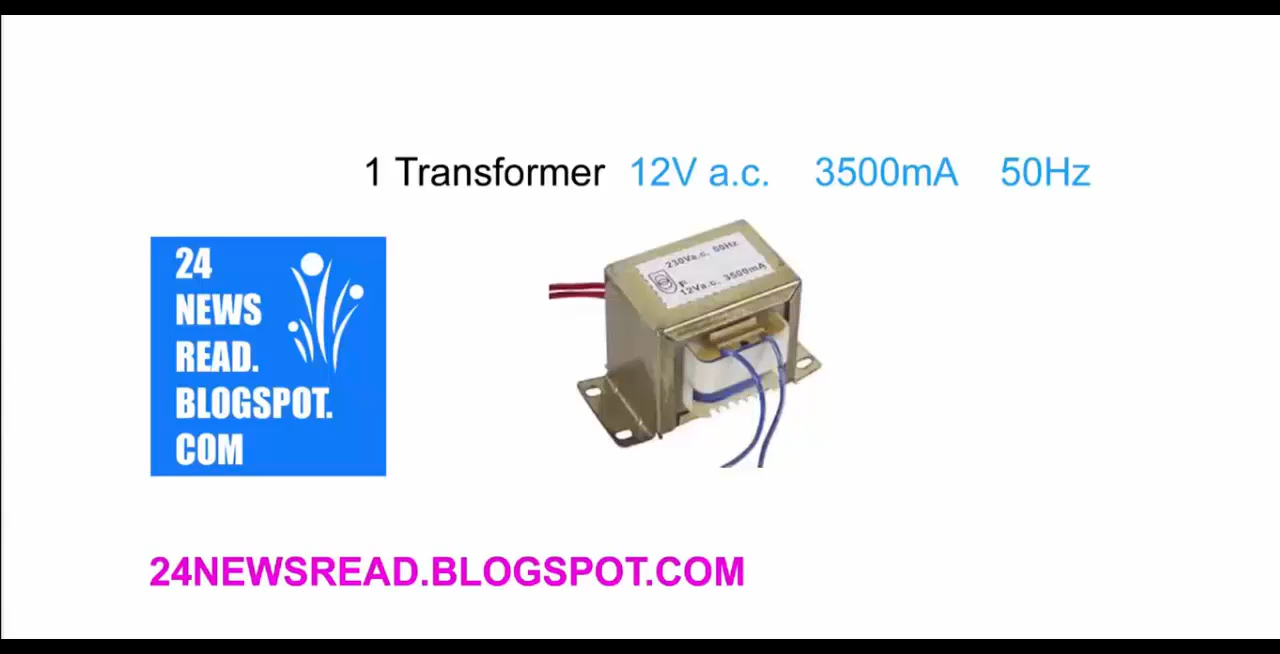 1 Transformer 12V a.c. 3500mA 50Hz
230Va.c. 50Hz
12Va.c. 3500mA
24
NEWS
READ.
BLOGSPOT.
COM
24NEWSREAD.BLOGSPOT.COM